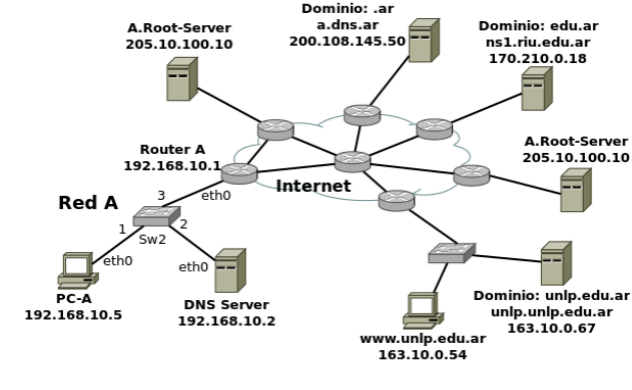 Dominio: .ar
a.dns.ar
200.108.145.50
A.Root-Server
205.10.100.10
Dominio: edu.ar
ns1.riu.edu.ar
170.210.0.18
Router A
192.168.10.1
A.Root-Server
205.10.100.10
Internet
Red A
3
eth0
1
2
Sw2
eth0
eth0
PC-A
192.168.10.5
DNS Server
192.168.10.2
Dominio: unlp.edu.ar
unlp.unlp.edu.ar
163.10.0.67
www.unlp.edu.ar
163.10.0.54